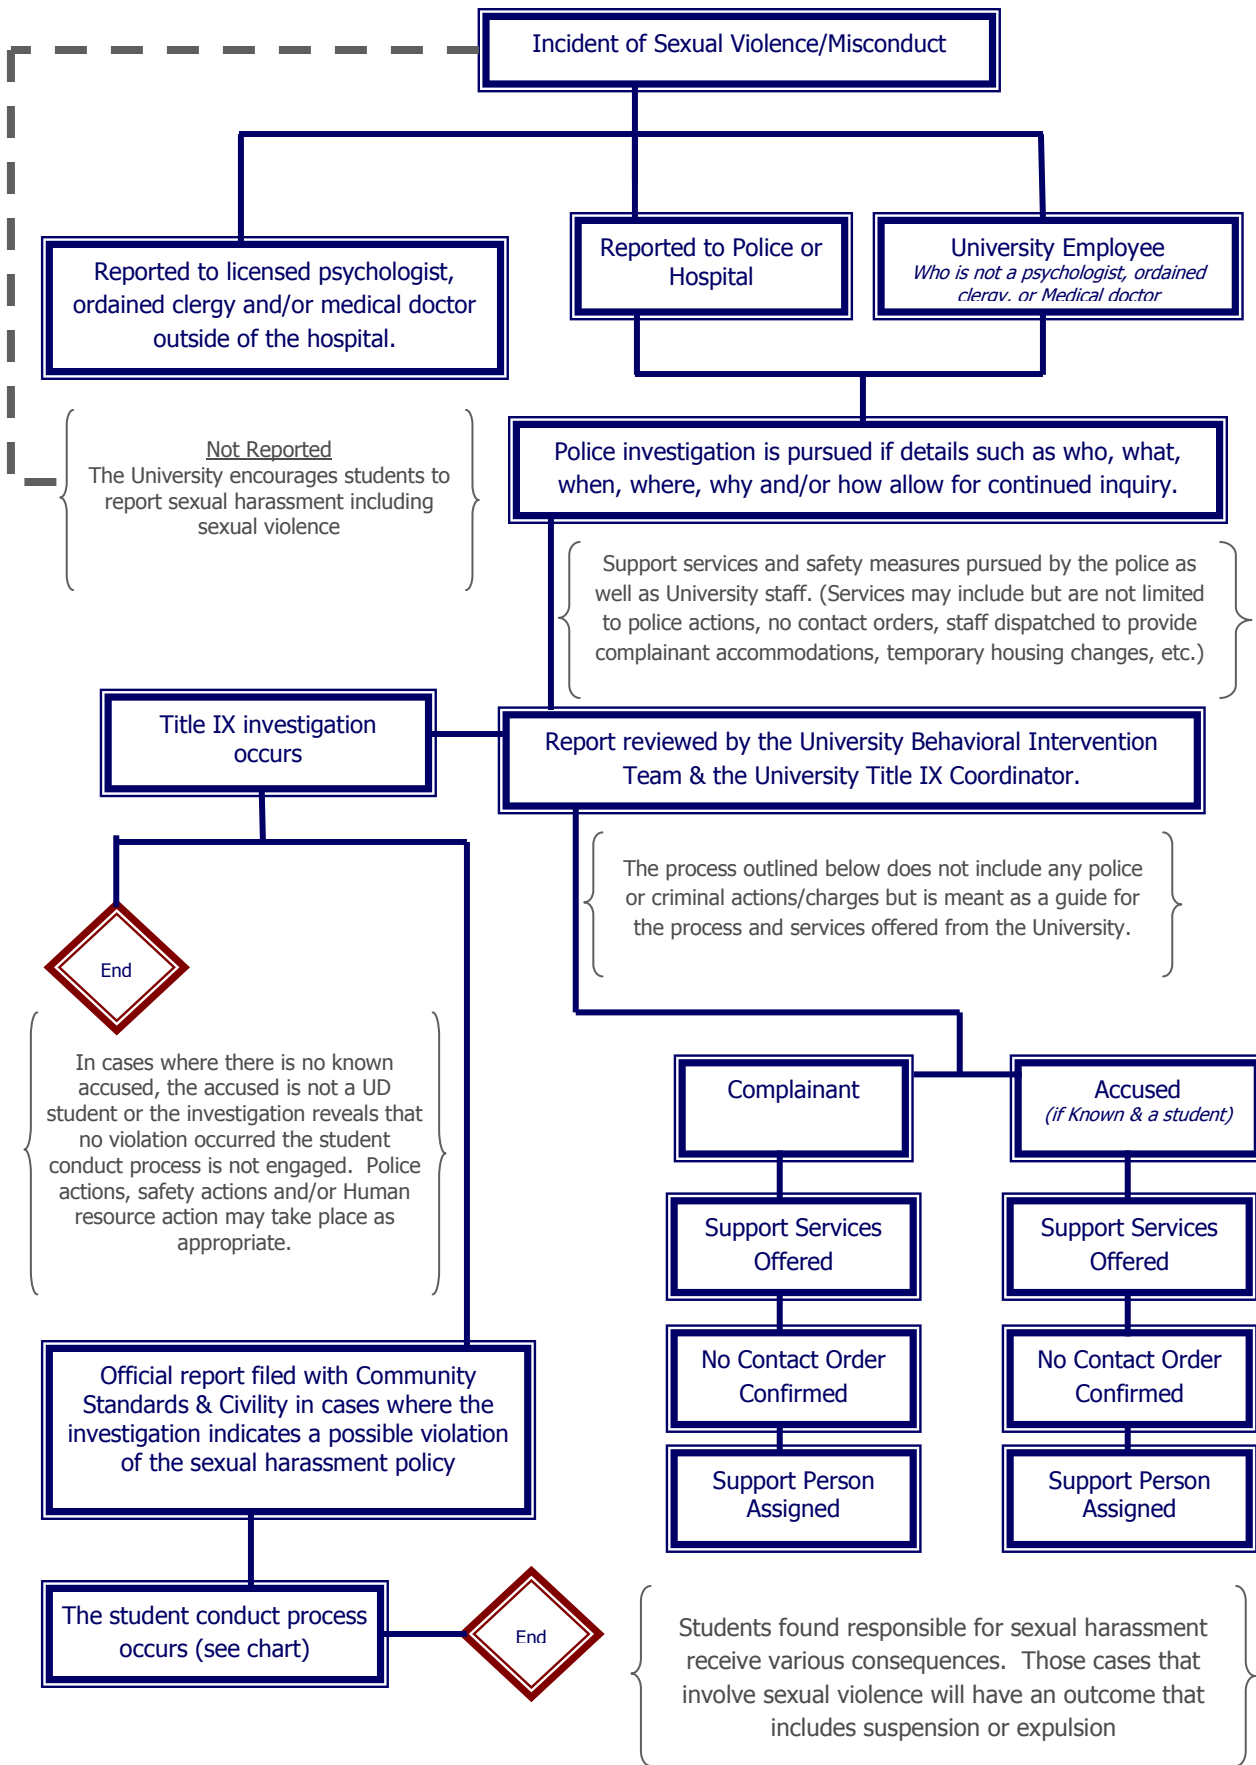 Incident of Sexual Violence/Misconduct
Reported to licensed psychologist,
ordained clergy and/or medical doctor
outside of the hospital.
Reported to Police or
Hospital
University Employee
Who is not a psychologist, ordained
clergy, or Medical doctor
Not Reported
The University encourages students to
report sexual harassment including
sexual violence
Police investigation is pursued if details such as who, what,
when, where, why and/or how allow for continued inquiry.
Support services and safety measures pursued by the police as
well as University staff. (Services may include but are not limited
to police actions, no contact orders, staff dispatched to provide
complainant accommodations, temporary housing changes, etc.)
Title IX investigation
occurs
Report reviewed by the University Behavioral Intervention
Team & the University Title IX Coordinator.
The process outlined below does not include any police
or criminal actions/charges but is meant as a guide for
the process and services offered from the University.
End
In cases where there is no known
accused, the accused is not a UD
student or the investigation reveals that
no violation occurred the student
conduct process is not engaged.  Police
actions, safety actions and/or Human
resource action may take place as
appropriate.
Complainant
Accused
(if Known & a student)
Support Services
Offered
Support Services
Offered
No Contact Order
Confirmed
No Contact Order
Confirmed
Support Person
Assigned
Support Person
Assigned
Official report filed with Community
Standards & Civility in cases where the
investigation indicates a possible violation
of the sexual harassment policy
The student conduct process
occurs (see chart)
End
Students found responsible for sexual harassment
receive various consequences.  Those cases that
involve sexual violence will have an outcome that
includes suspension or expulsion